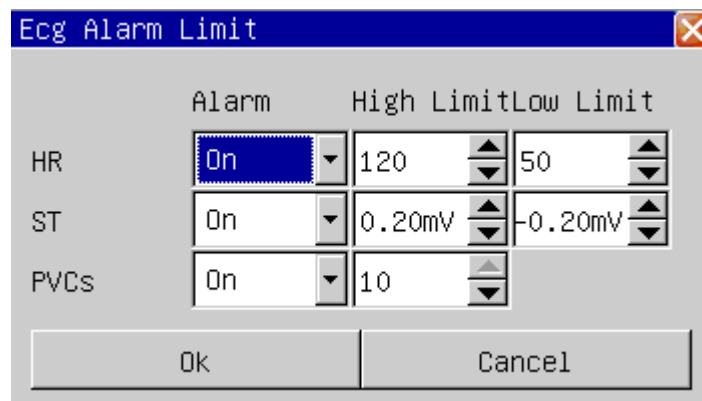 Ecg Alarm Limit
Alarm High Limit Low Limit
HR On 120 50
ST On 0.20mV -0.20mV
PVCs On 10
Ok Cancel